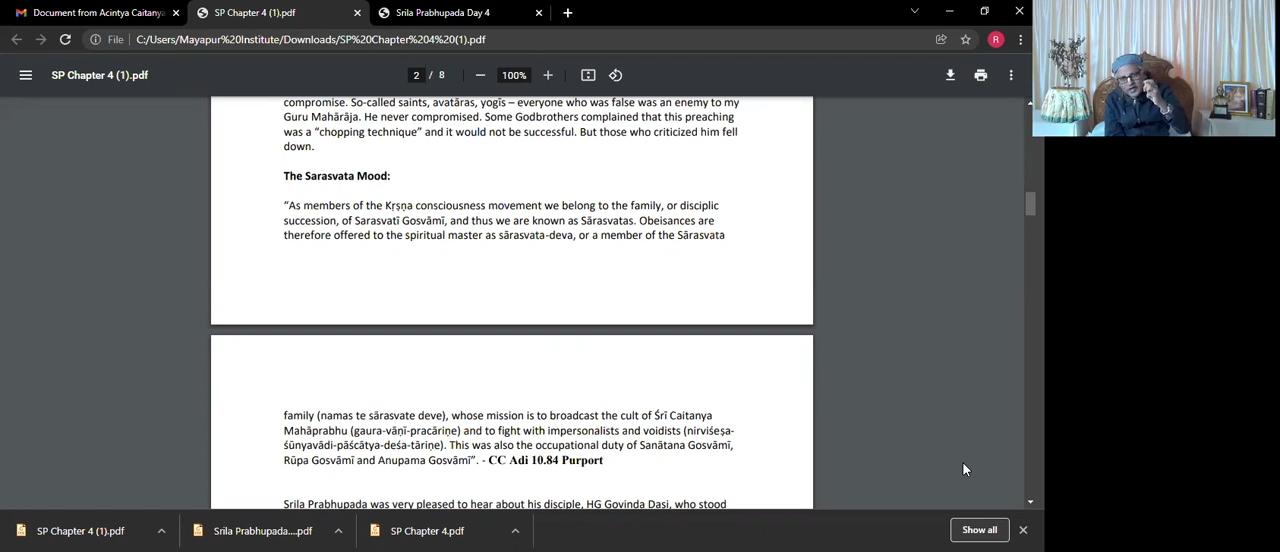 Document from Acintya Caitanya
SP Chapter 4 (1).pdf
Srila Prabhupada Day 4
File
C:/Users/Mayapur%20Institute/Downloads/SP%20Chapter%204%20(1).pdf
R
SP Chapter 4 (1).pdf
2 / 8
100%
compromise. So-called saints, avatāras, yogīs – everyone who was false was an enemy to my
Guru Mahārāja. He never compromised. Some Godbrothers complained that this preaching
was a “chopping technique” and it would not be successful. But those who criticized him fell
down.
The Sarasvata Mood:
“As members of the Kṛṣṇa consciousness movement we belong to the family, or disciplic
succession, of Sarasvatī Gosvāmī, and thus we are known as Sārasvatas. Obeisances are
therefore offered to the spiritual master as sārasvata-deva, or a member of the Sārasvata
family (namas te sārasvate deve), whose mission is to broadcast the cult of Śrī Caitanya
Mahāprabhu (gaura-vāṇī-pracāriṇe) and to fight with impersonalists and voidists (nirviśeṣa-
śūnyavādi-pāścātya-deśa-tāriṇe). This was also the occupational duty of Sanātana Gosvāmī,
Rūpa Gosvāmī and Anupama Gosvāmī”. - CC Adi 10.84 Purport
Srila Prabhupada was very pleased to hear about his disciple, HG Govinda Dasi, who stood
SP Chapter 4 (1).pdf
Srila Prabhupada....pdf
SP Chapter 4.pdf
Show all